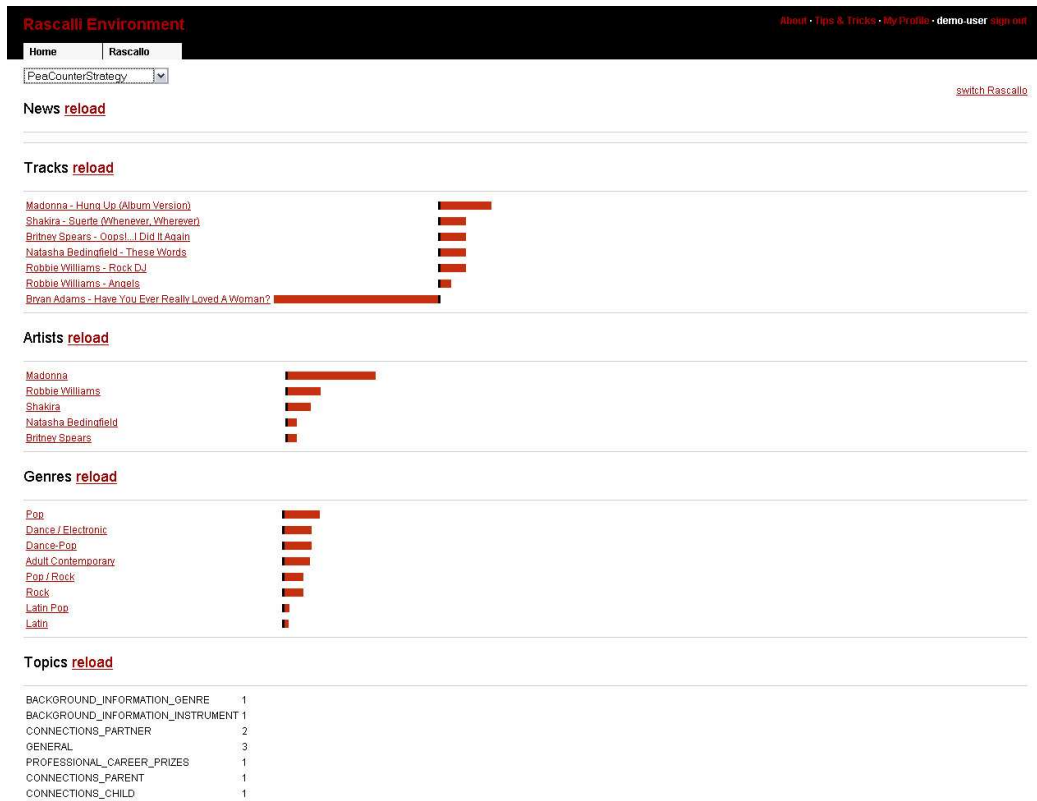 Rascalli Environment
About · Tips & Tricks · My Profile · demo-user sign out
Home Rascallo
PeaCounterStrategy
switch Rascallo
News reload
Tracks reload
Madonna - Hung Up (Album Version)
Shakira - Suerte (Whenever, Wherever)
Britney Spears - Oops!...I Did It Again
Natasha Bedingfield - These Words
Robbie Williams - Rock DJ
Robbie Williams - Angels
Bryan Adams - Have You Ever Really Loved A Woman?
Artists reload
Madonna
Robbie Williams
Shakira
Natasha Bedingfield
Britney Spears
Genres reload
Pop
Dance / Electronic
Dance-Pop
Adult Contemporary
Pop / Rock
Rock
Latin Pop
Latin
Topics reload
BACKGROUND_INFORMATION_GENRE 1
BACKGROUND_INFORMATION_INSTRUMENT 1
CONNECTIONS_PARTNER 2
GENERAL 3
PROFESSIONAL_CAREER_PRIZES 1
CONNECTIONS_PARENT 1
CONNECTIONS_CHILD 1